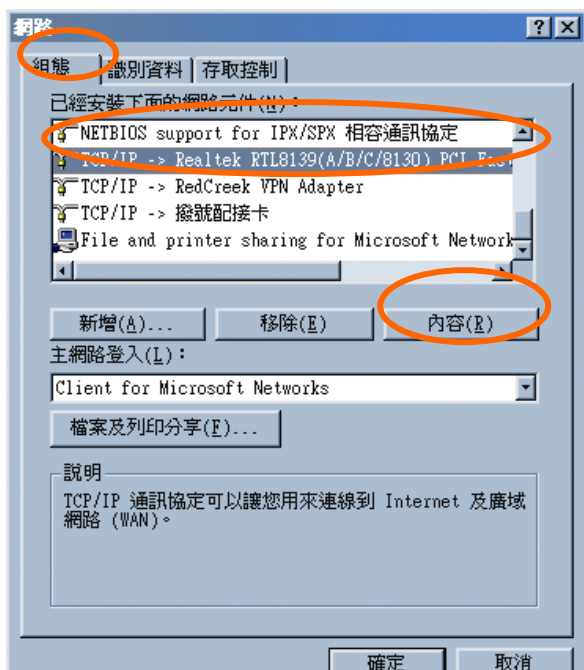 網路
組態 識別資料 存取控制
已經安裝下面的網路元件(N)：
NETBIOS support for IPX/SPX 相容通訊協定
TCP/IP -> Realtek RTL8139(A/B/C/8130) PCI Fast
TCP/IP -> RedCreek VPN Adapter
TCP/IP -> 撥號配接卡
File and printer sharing for Microsoft Network
新增(A)... 移除(E) 內容(R)
主網路登入(L)：
Client for Microsoft Networks
檔案及列印分享(F)...
說明
TCP/IP 通訊協定可以讓您用來連線到 Internet 及廣域
網路 (WAN)。
確定 取消